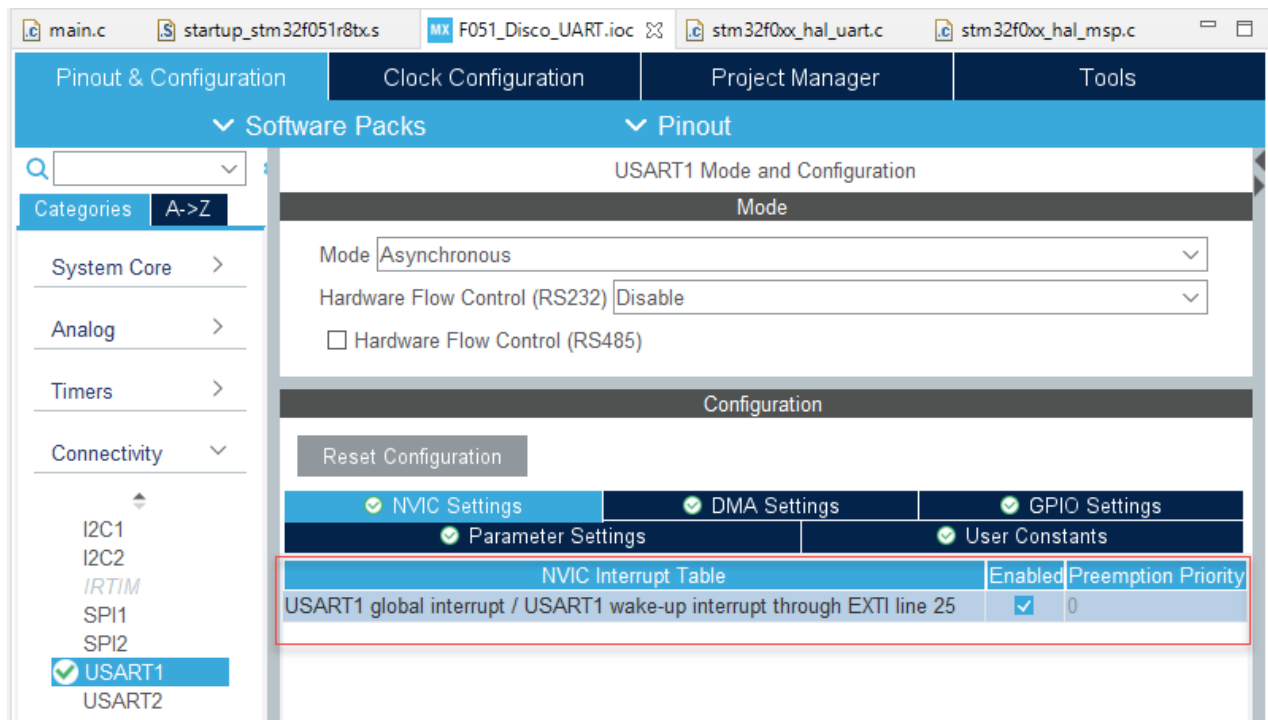 main.c startup_stm32f051r8tx.s MX F051_Disco_UART.ioc stm32f0xx_hal_uart.c stm32f0xx_hal_msp.c
Pinout & Configuration Clock Configuration Project Manager Tools
Software Packs Pinout
USART1 Mode and Configuration
Categories A->Z
Mode
System Core
Mode Asynchronous
Hardware Flow Control (RS232) Disable
Analog
Hardware Flow Control (RS485)
Timers
Configuration
Connectivity
Reset Configuration
NVIC Settings DMA Settings GPIO Settings
Parameter Settings User Constants
I2C1
I2C2
IRTIM
SPI1
SPI2
USART1
USART2
NVIC Interrupt Table Enabled Preemption Priority
USART1 global interrupt / USART1 wake-up interrupt through EXTI line 25 0